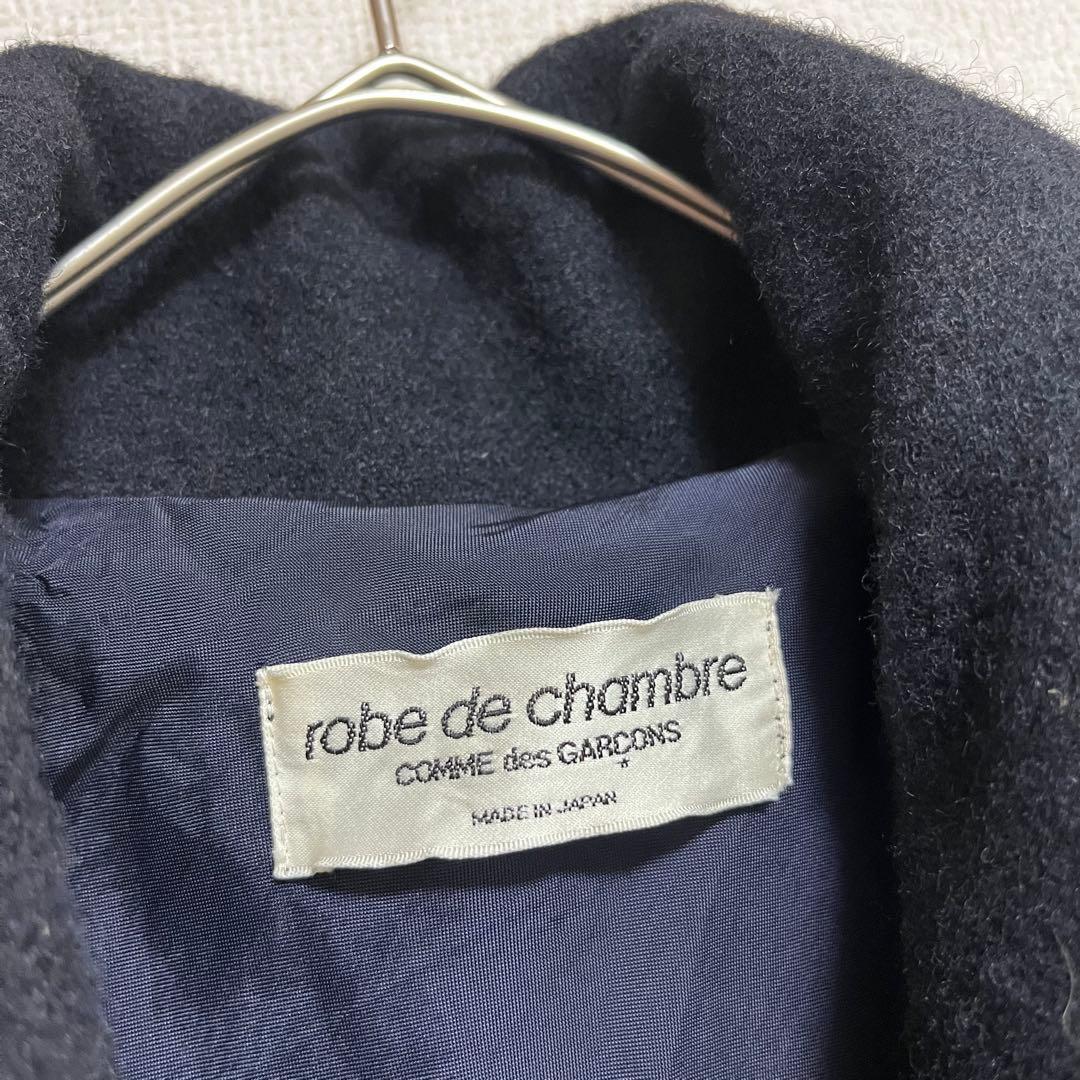 robe de chambre
COMME des GARÇONS
MADE IN JAPAN